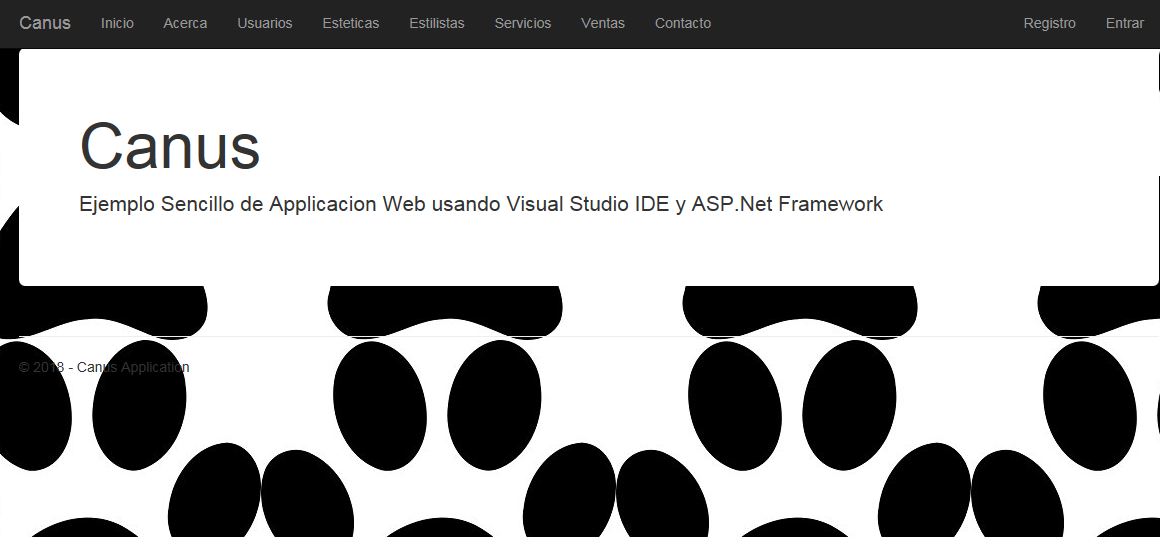 Canus Inicio Acerca Usuarios Esteticas Estilistas Servicios Ventas Contacto Registro Entrar
Canus
Ejemplo Sencillo de Applicacion Web usando Visual Studio IDE y ASP.Net Framework
© 2018 - Canus Application